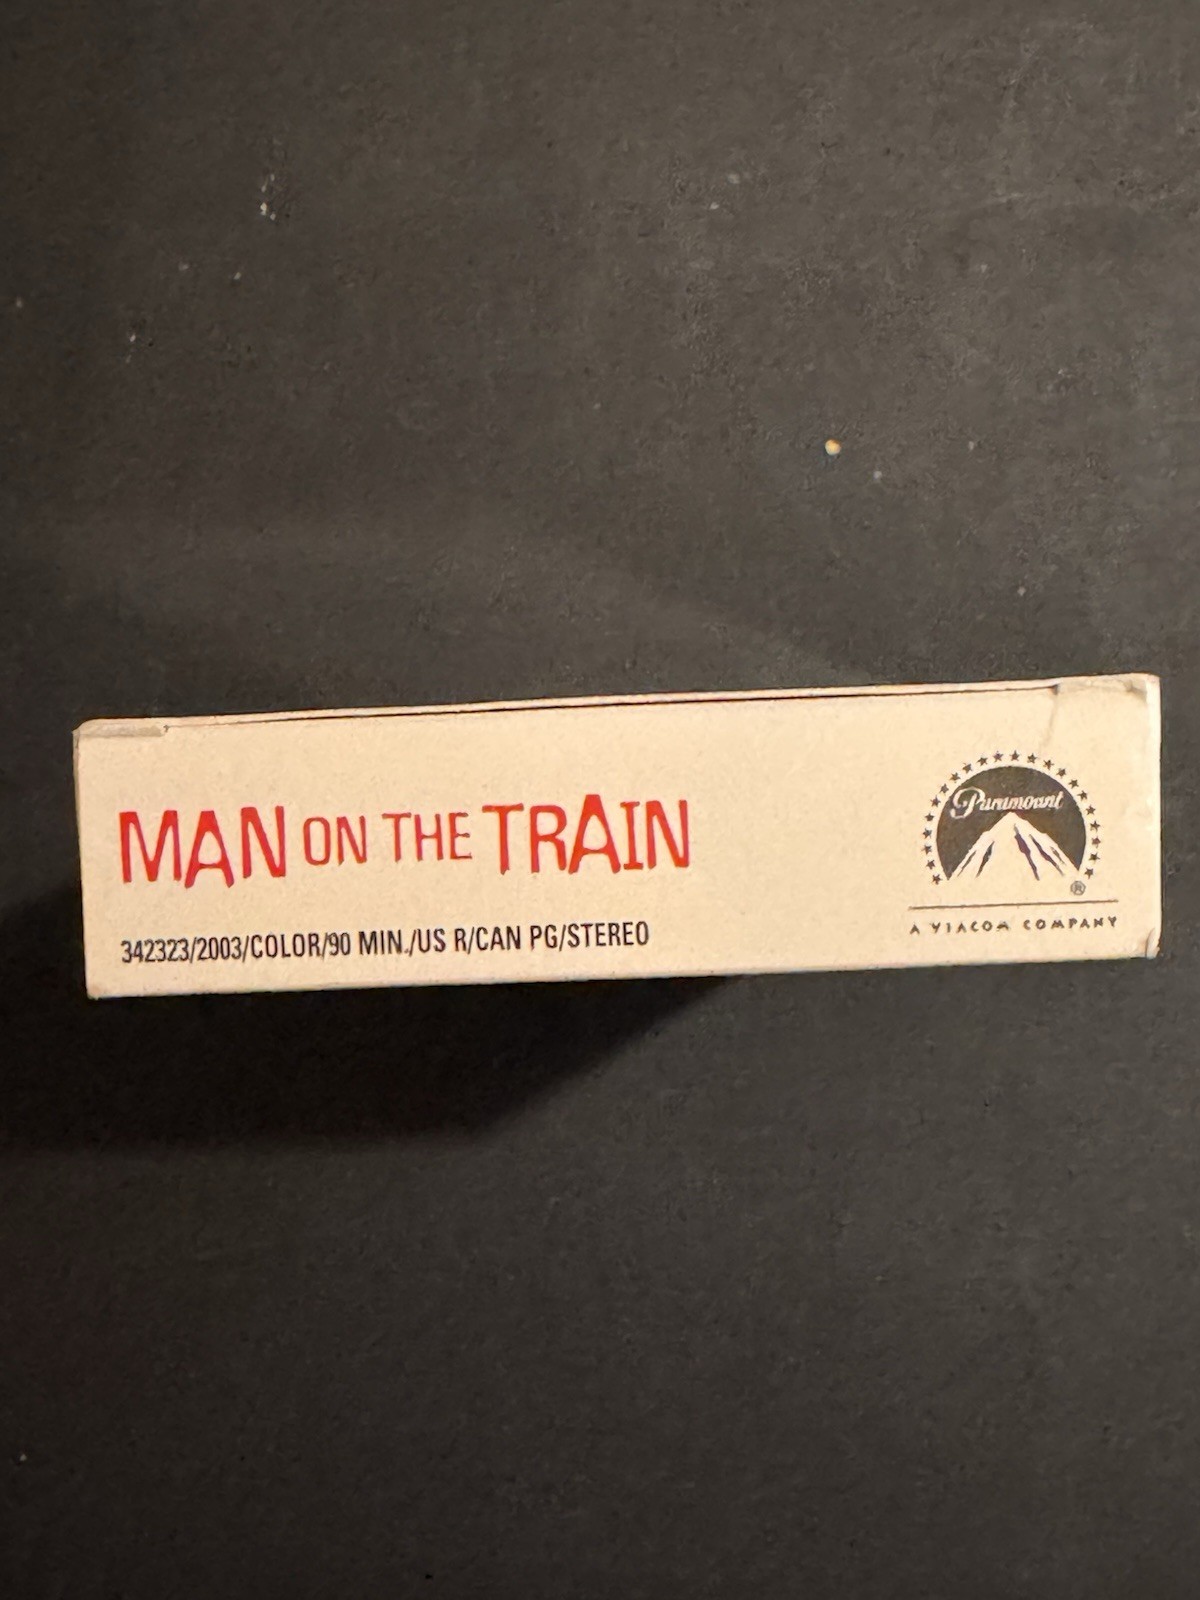 MAN ON THE TRAIN
342323/2003/COLOR/90 MIN./US R/CAN PG/STEREO
Paramount
®
A VIACOM COMPANY